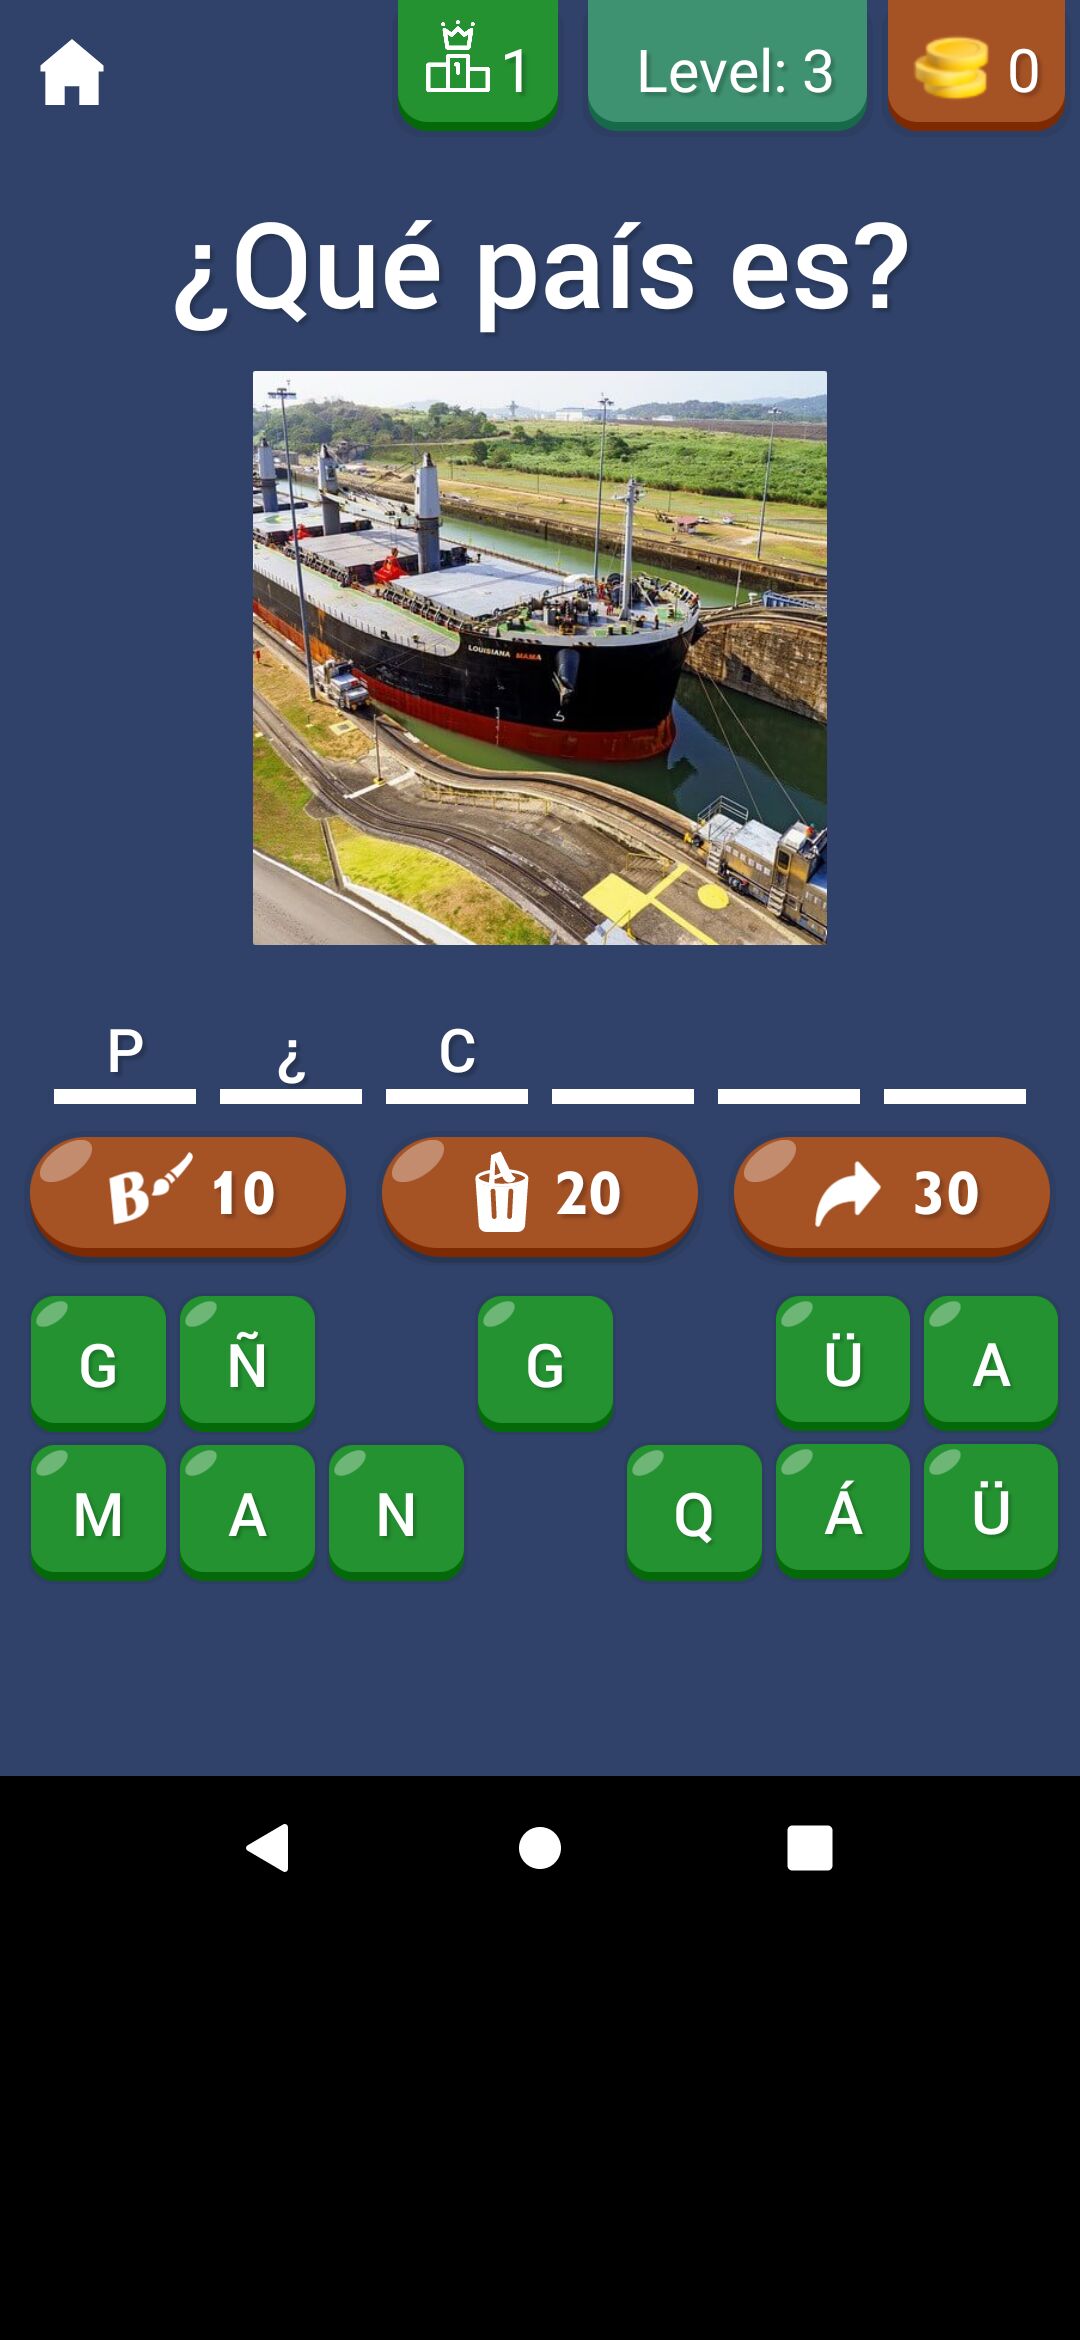 1 Level: 3 0
¿Qué país es?
LOUISIANA MAMA
P ¿ C
B 10 20 30
G Ñ G Ü A
M A N Q Á Ü